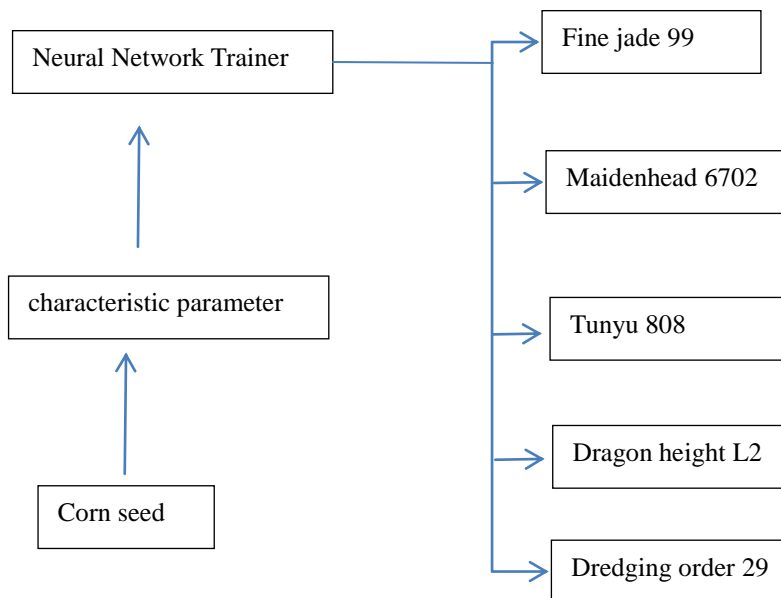 Neural Network Trainer
characteristic parameter
Corn seed
Fine jade 99
Maidenhead 6702
Tunyu 808
Dragon height L2
Dredging order 29